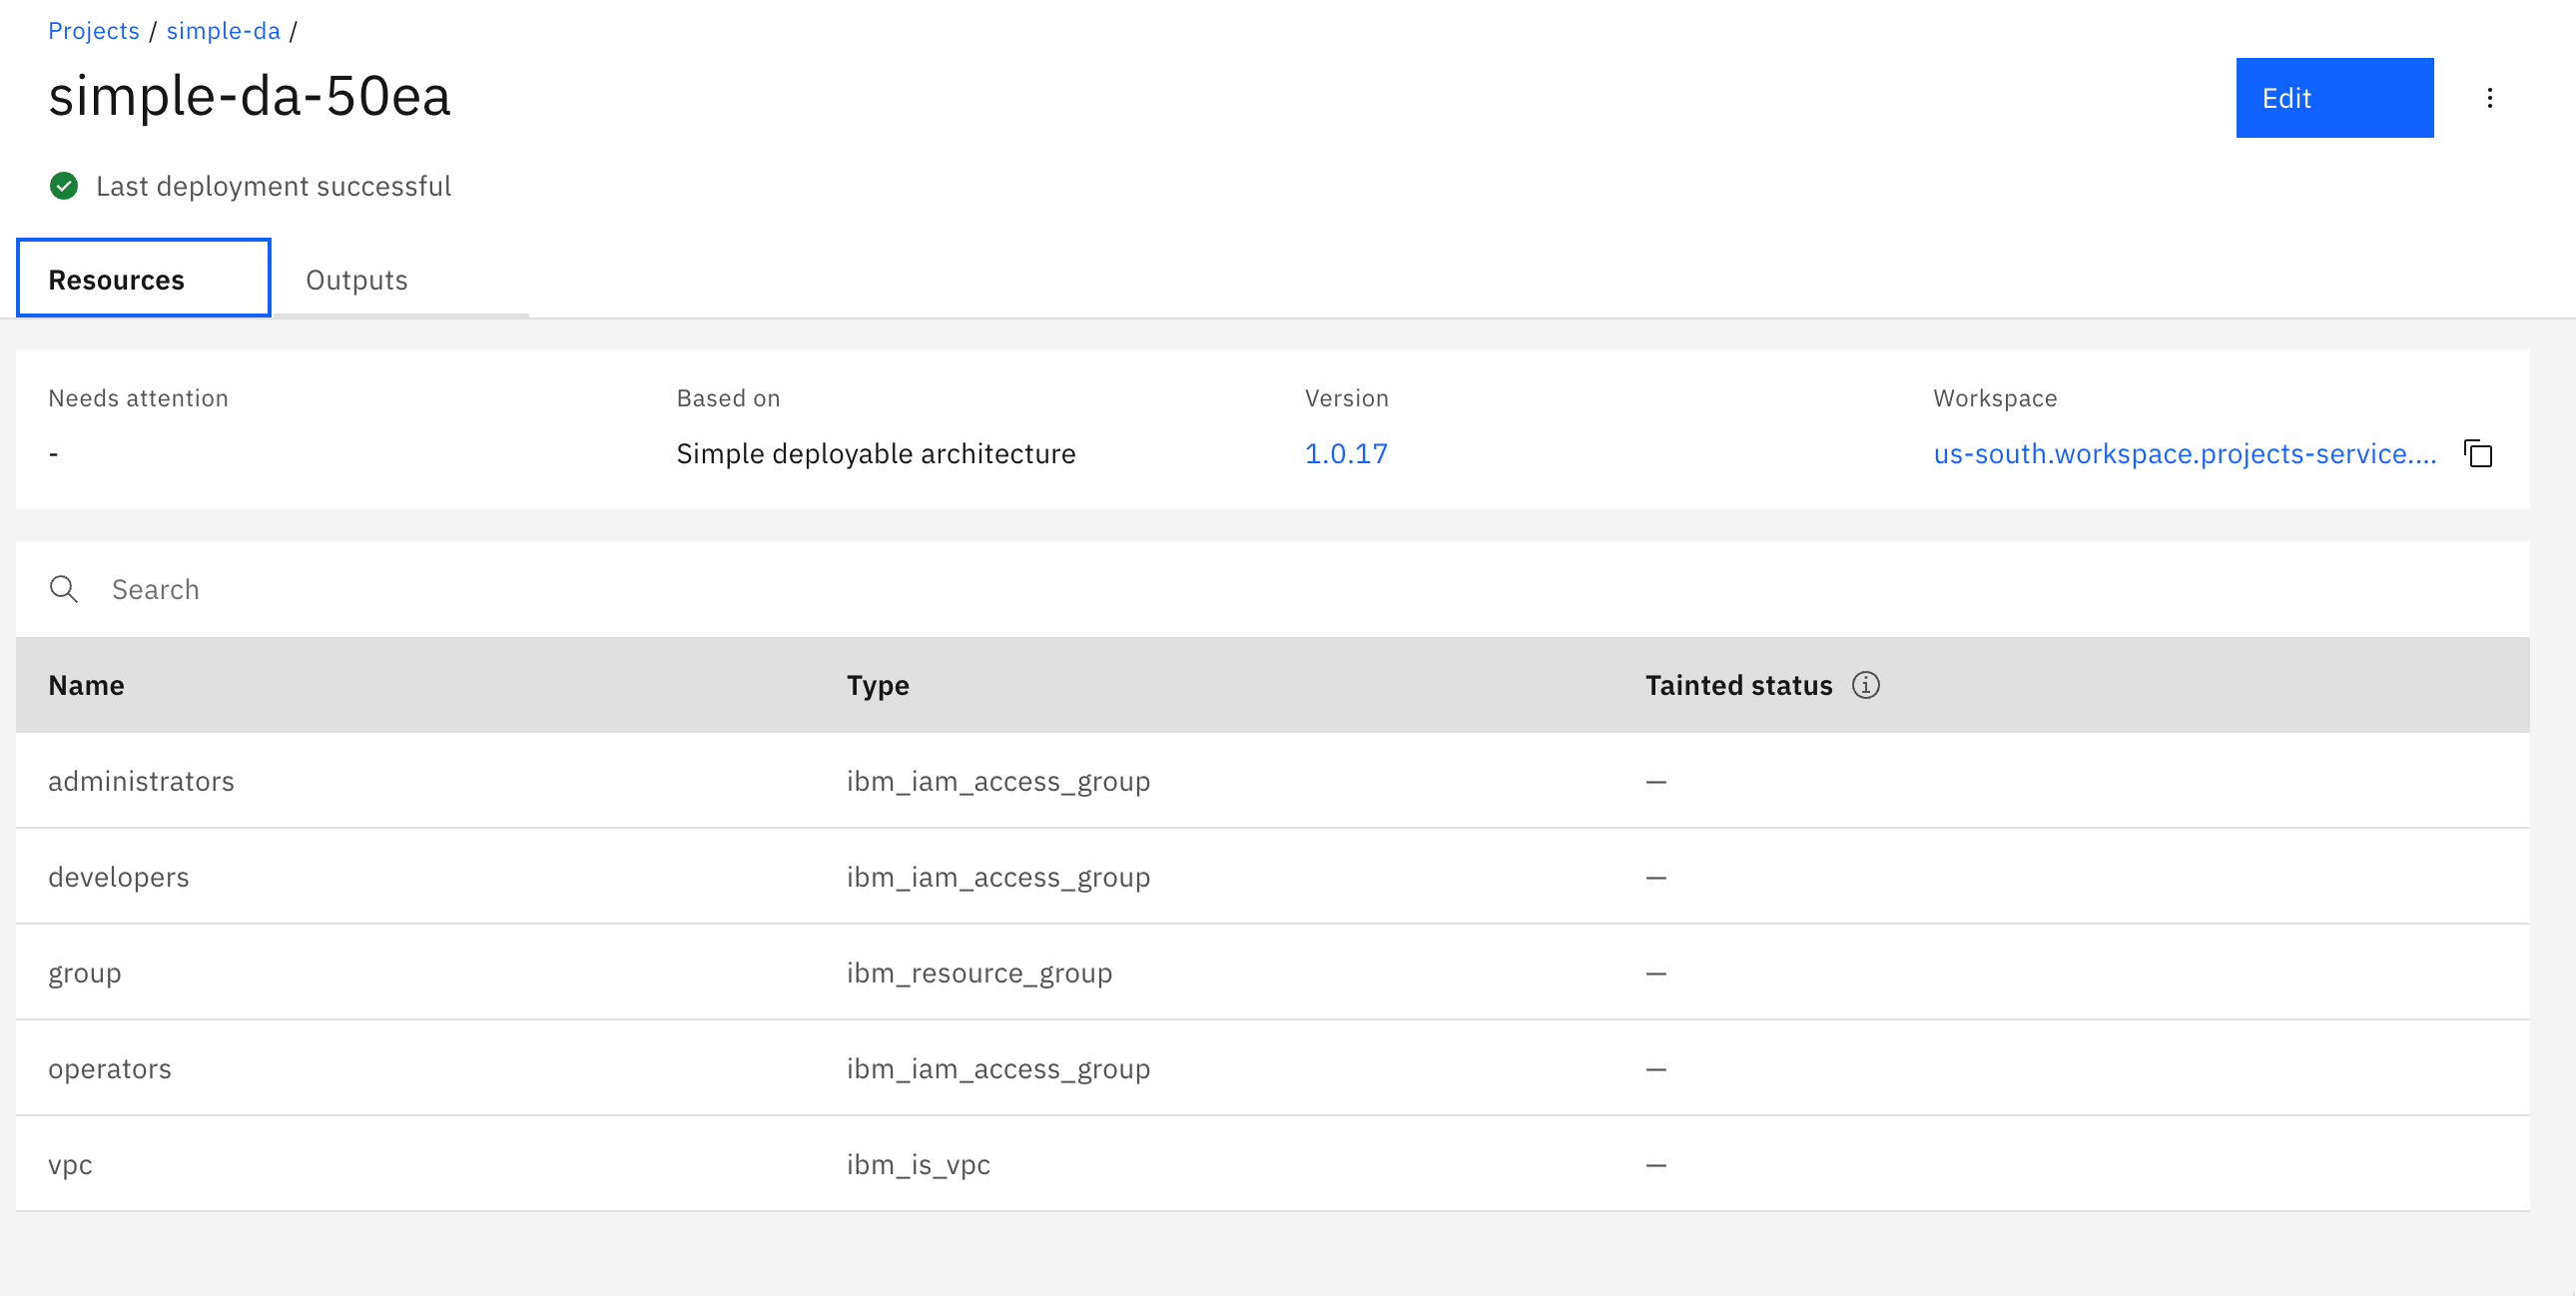 Projects / simple-da /
simple-da-50ea
Edit
Last deployment successful
Resources Outputs
Needs attention Based on Version Workspace
- Simple deployable architecture 1.0.17 us-south.workspace.projects-service....
Search
Name Type Tainted status
administrators ibm_iam_access_group —
developers ibm_iam_access_group —
group ibm_resource_group —
operators ibm_iam_access_group —
vpc ibm_is_vpc —